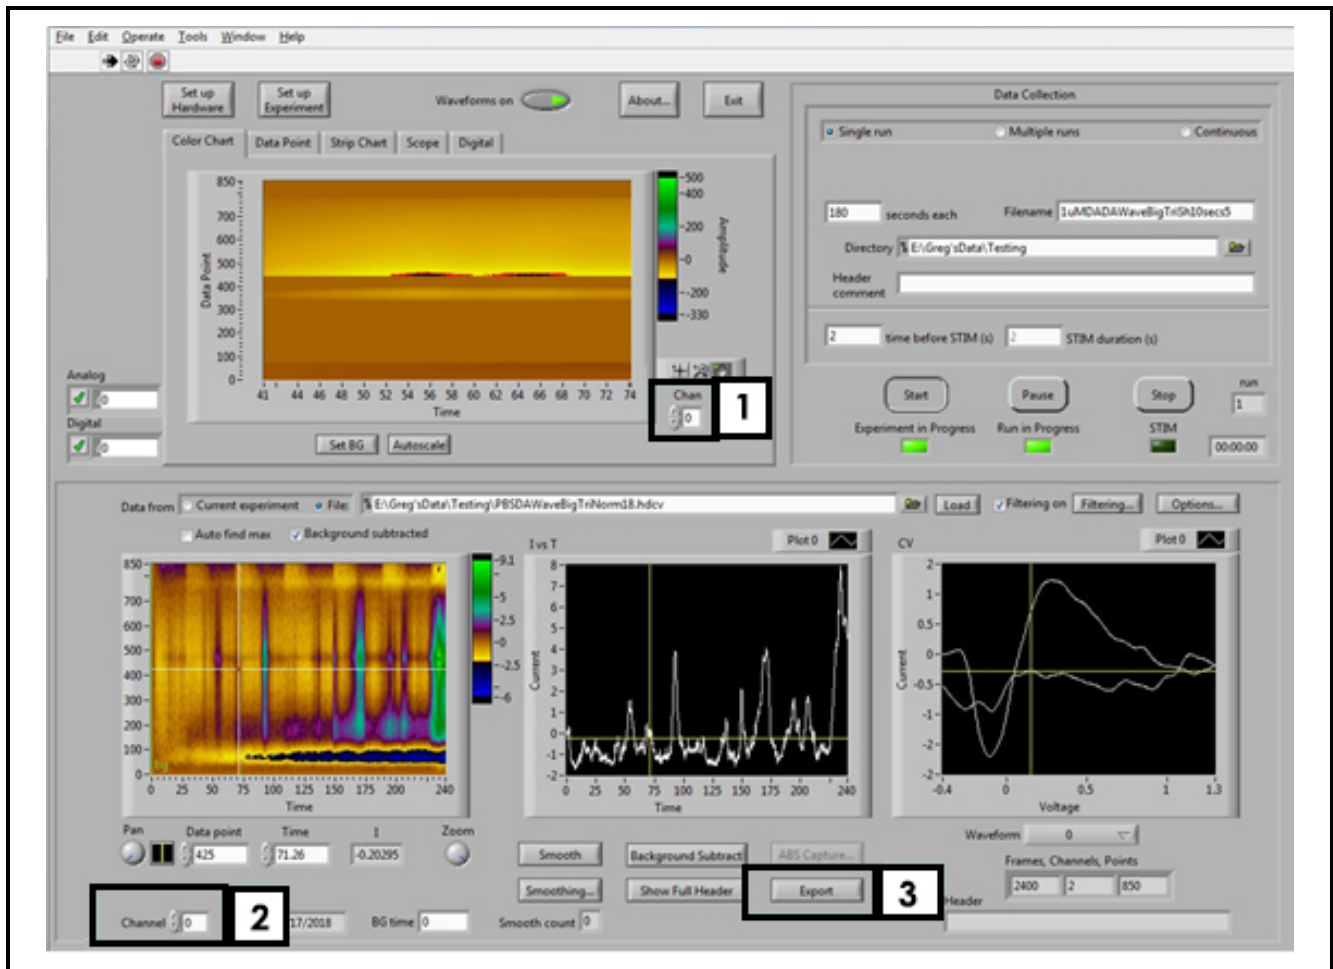 File Edit Operate Tools Window Help
Set up Hardware
Set up Experiment
Waveforms on
About...
Exit
Color Chart Data Point Strip Chart Scope Digital
850
700
600
500
400
300
200
100
0
Data Point
41 44 46 48 50 52 54 56 58 60 62 64 66 68 70 72 74
Time
500
400
200
0
-200
-330
Amplitude
Chan
0
1
Set BG Autoscale
Analog
0
Digital
0
Data Collection
Single run Multiple runs Continuous
180 seconds each Filename 1uMDADAWaveBigTriSh10secs5
Directory E:\Greg'sData\Testing
Header comment
2 time before STIM (s) 2 STIM duration (s)
Start Pause Stop
run
1
Experiment in Progress Run in Progress STIM
00:00:00
Data from Current experiment File: E:\Greg'sData\Testing\PBSDAWaveBigTriNorm18.hdcv Load Filtering on Filtering... Options...
Auto find max Background subtracted
850
700
600
500
400
300
200
100
0
bg
0 25 50 75 100 125 150 175 200 240
Time
9.1
5
2.5
0
-2.5
-6
I vs T
Plot 0
8
7
6
5
4
3
2
1
0
-1
-2
Current
0 25 50 75 100 125 150 175 200 240
Time
CV
Plot 0
2
1
0.5
0
-0.5
-1
-2
-2
Current
-0.4 0 0.5 1 1.3
Voltage
Pan Data point Time I Zoom
425 71.26 -0.20295
Smooth Background Subtract ABS Capture...
Smoothing... Show Full Header Export
3
Waveform 0
Frames, Channels, Points
2400 2 850
Header
Channel 0
2
17/2018
BG time 0
Smooth count 0